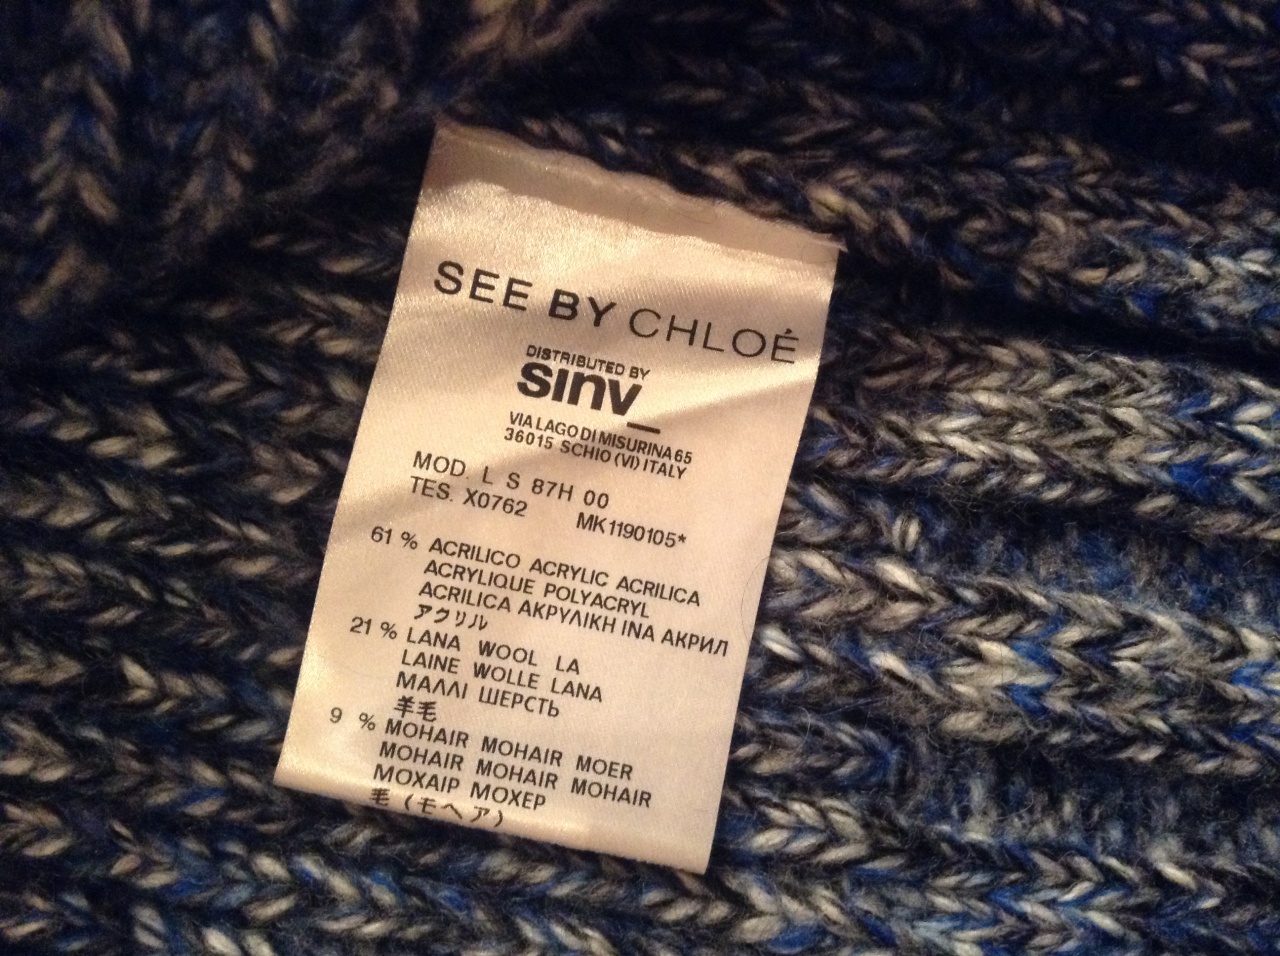 SEE BY CHLOÉ
DISTRIBUTED BY
sinv_
VIA LAGO DI MISURINA 65
36015 SCHIO (VI) ITALY
MOD. L S 87H 00
TES. X0762 MK1190105*
61 % ACRILICO ACRYLIC ACRILICA
ACRYLIQUE POLYACRYL
ACRILICA ΑΚΡΥΛΙΚΗ ΙΝΑ АКРИЛ
アクリル
21 % LANA WOOL LA
LAINE WOLLE LANA
ΜΑΛΛΙ ШЕРСТЬ
羊毛
9 % MOHAIR MOHAIR MOER
MOHAIR MOHAIR MOHAIR
ΜΟΧΑΙΡ МОХЕР
毛 (モヘア)